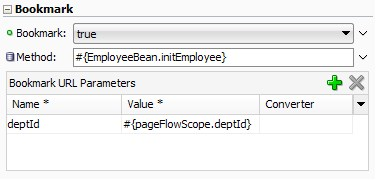 Bookmark
Bookmark: true
Method: #{EmployeeBean.initEmployee}
Bookmark URL Parameters
Name * Value * Converter
deptId #{pageFlowScope.deptId}